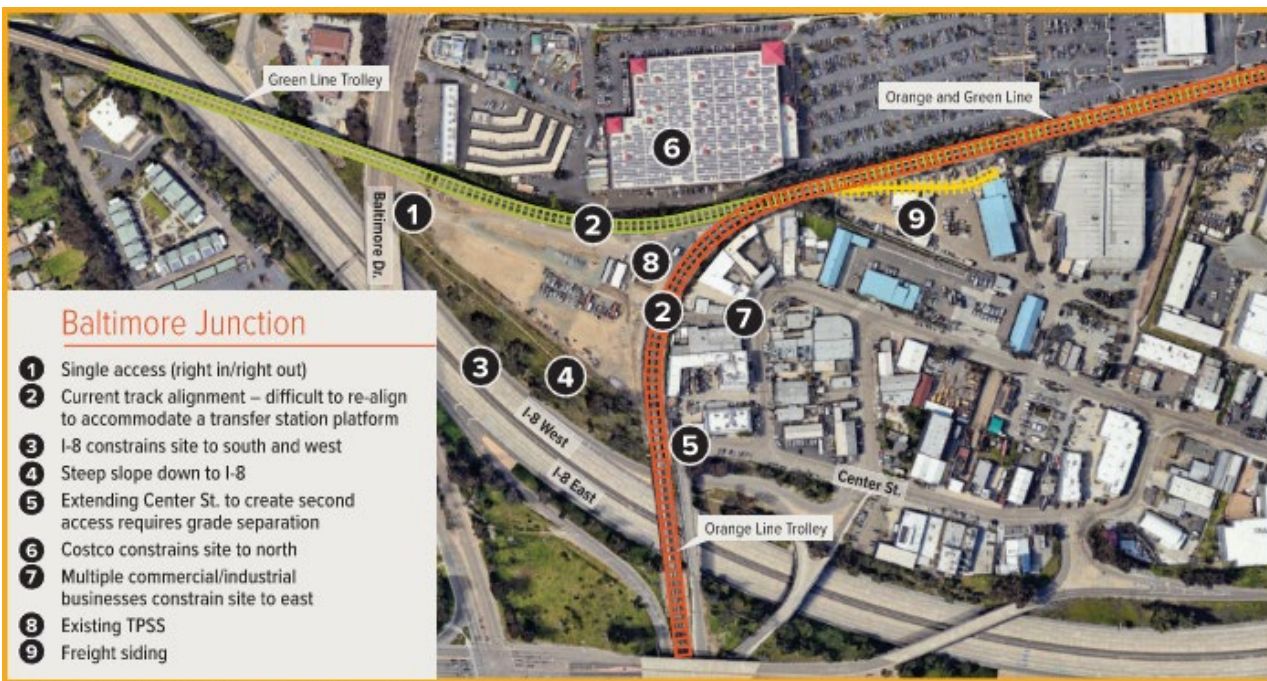 Green Line Trolley
Orange and Green Line
6
Baltimore Dr.
1
2
9
8
2
7
Baltimore Junction
1 Single access (right in/right out)
2 Current track alignment – difficult to re-align
to accommodate a transfer station platform
3 I-8 constrains site to south and west
4 Steep slope down to I-8
5 Extending Center St. to create second
access requires grade separation
6 Costco constrains site to north
7 Multiple commercial/industrial
businesses constrain site to east
8 Existing TPSS
9 Freight siding
3
4
I-8 West
I-8 East
5
Center St.
Orange Line Trolley